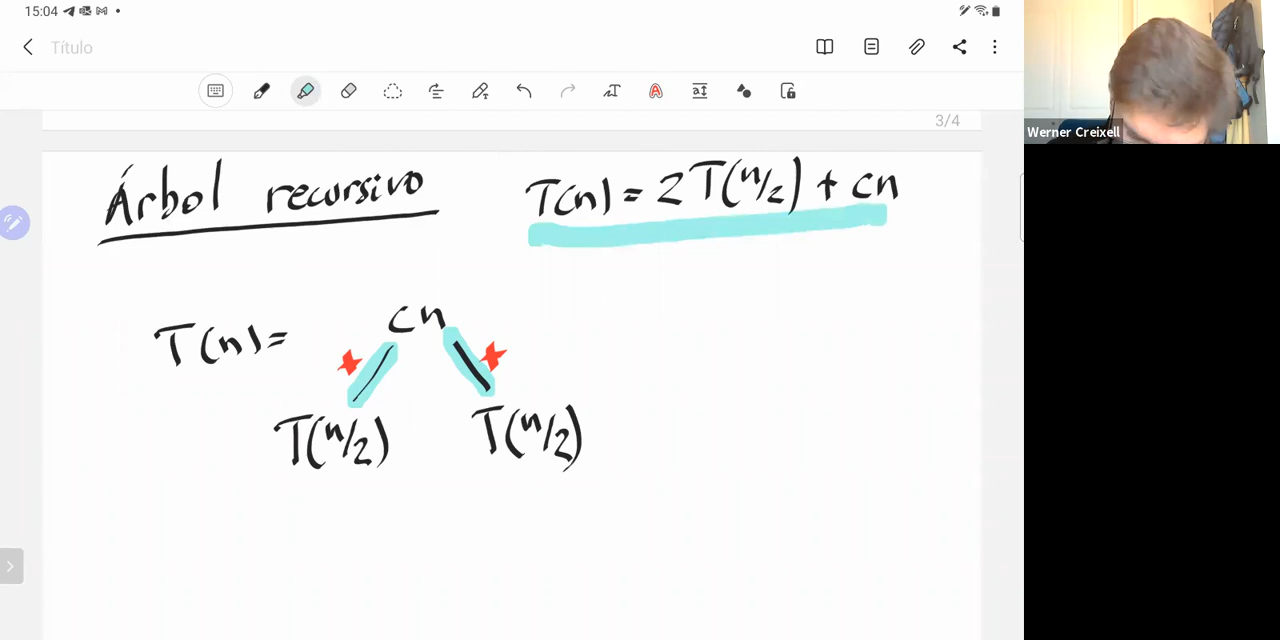 15:04
Título
3/4
Árbol recursivo
T(n) = 2T(n/2) + cn
T(n) = cn
T(n/2) T(n/2)
Werner Creixell